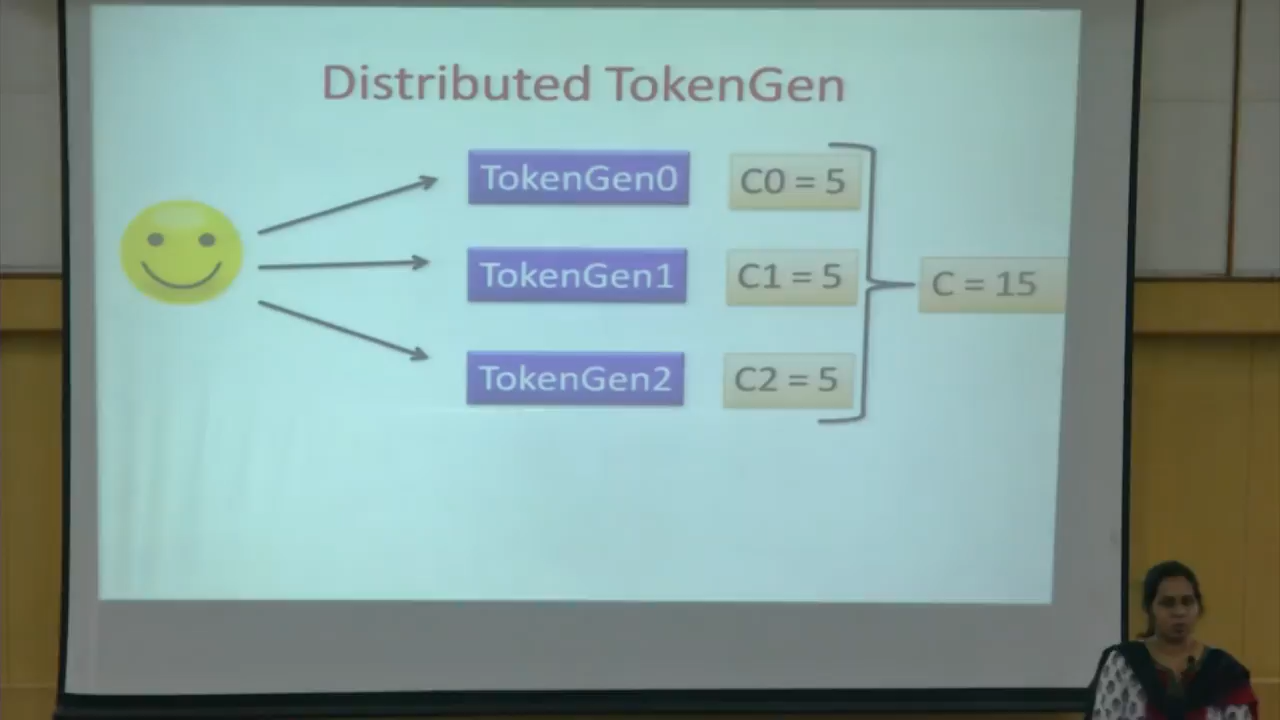 Distributed TokenGen
TokenGen0 C0 = 5
TokenGen1 C1 = 5
C = 15
TokenGen2 C2 = 5